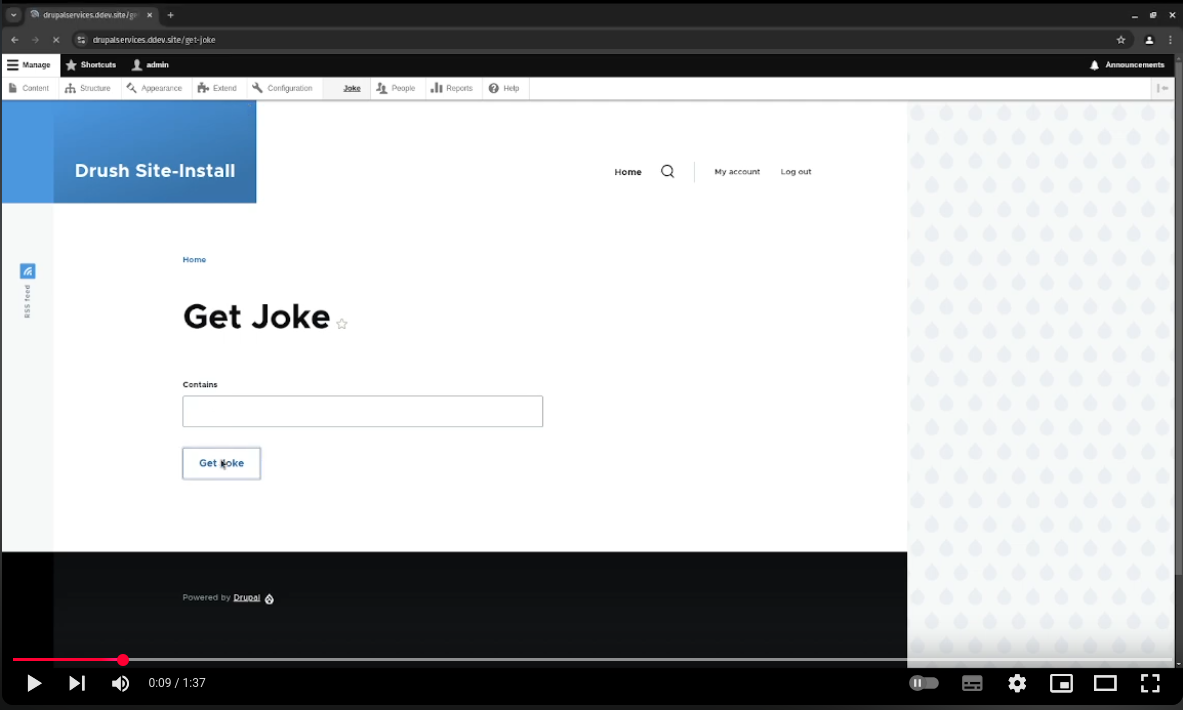 drupalservices.ddev.site/ge
drupalservices.ddev.site/get-joke
Manage Shortcuts admin Announcements
Content Structure Appearance Extend Configuration Joke People Reports Help
Drush Site-Install
Home My account Log out
Home
RSS feed
Get Joke
Contains
Get Joke
Powered by Drupal
0:09 / 1:37